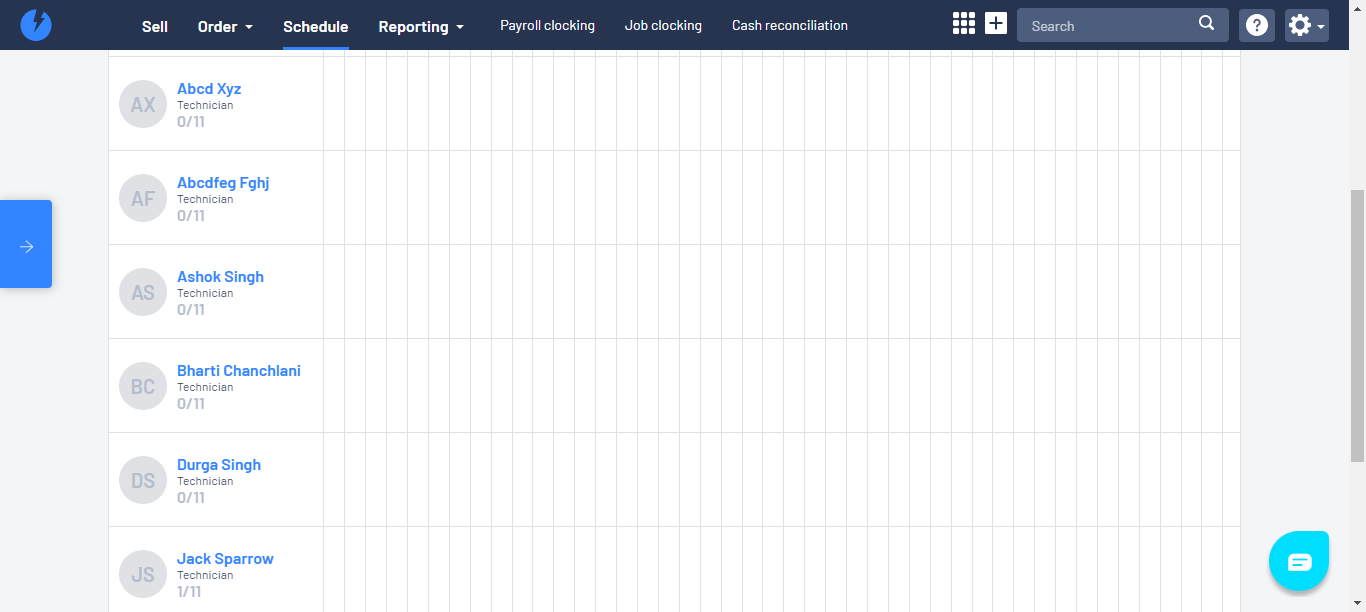 Sell
Order
Schedule
Reporting
Payroll clocking
Job clocking
Cash reconciliation
Search
?
AX
Abcd Xyz
Technician
0/11
AF
Abcdfeg Fghj
Technician
0/11
AS
Ashok Singh
Technician
0/11
BC
Bharti Chanchlani
Technician
0/11
DS
Durga Singh
Technician
0/11
JS
Jack Sparrow
Technician
1/11